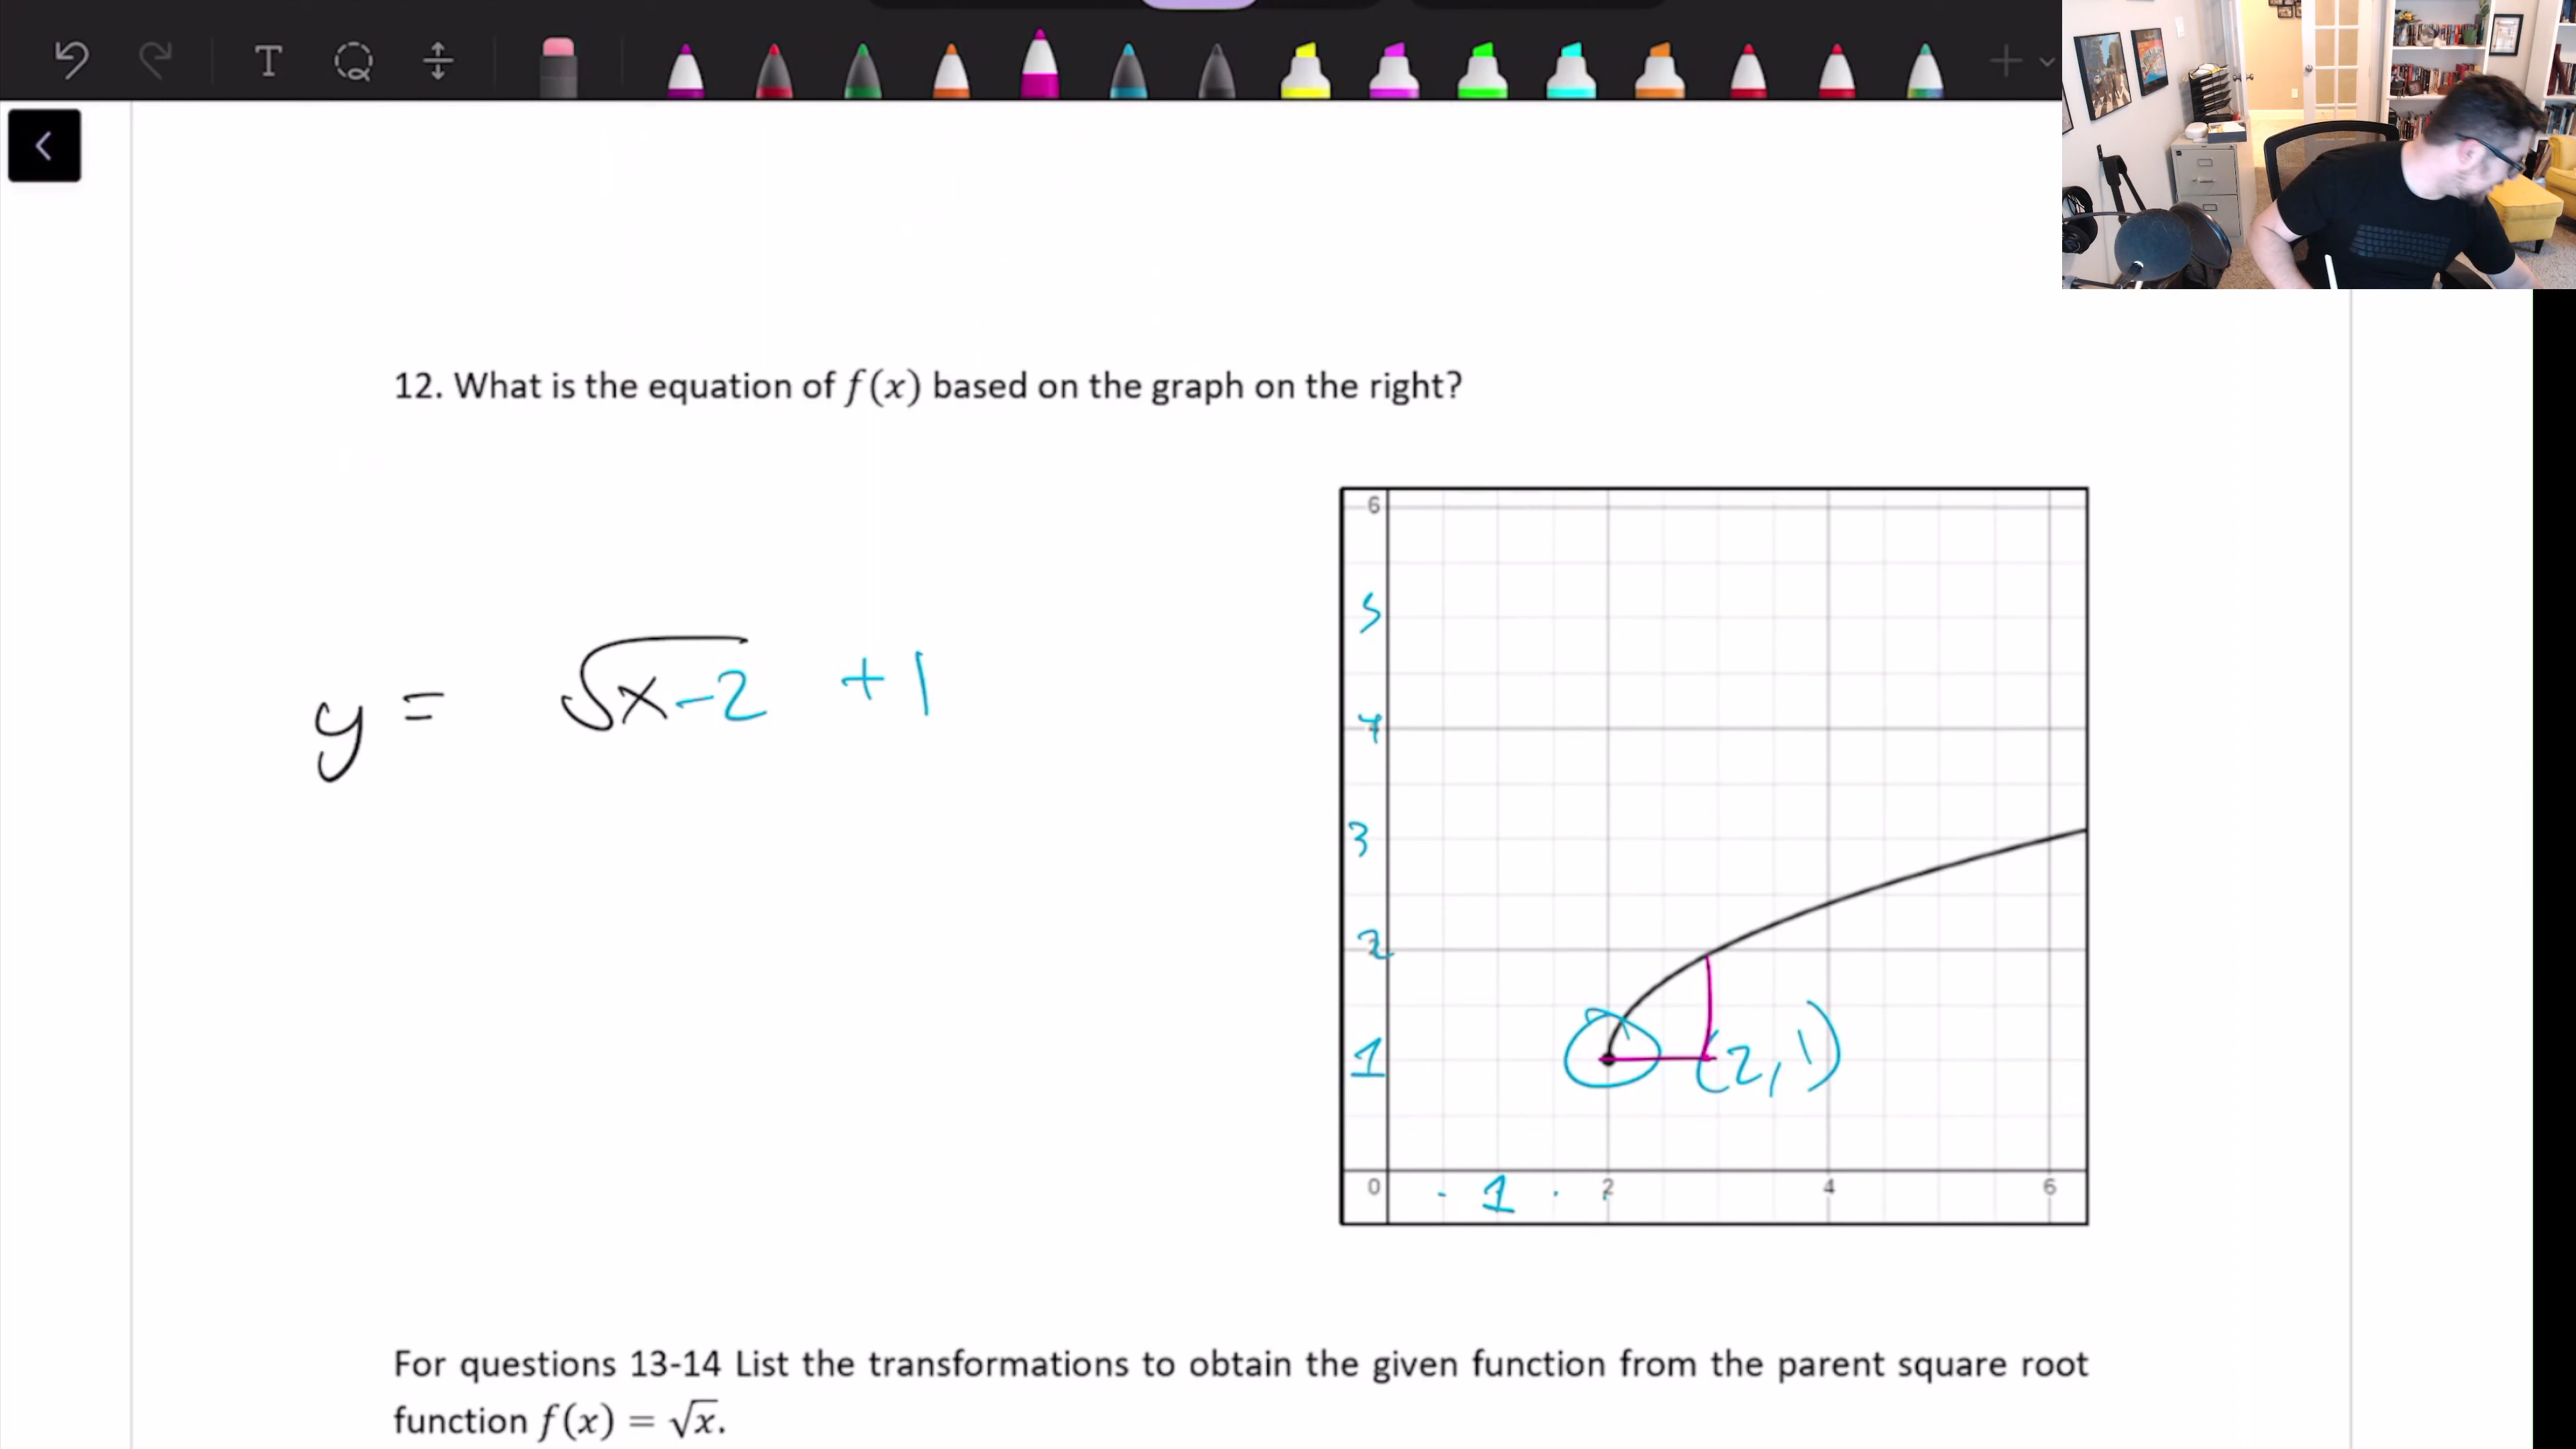 T
12. What is the equation of f(x) based on the graph on the right?
y = √x-2 +1
6
5
4
3
2
1
(2,1)
0 1 2 4 6
For questions 13-14 List the transformations to obtain the given function from the parent square root
function f(x) = √x.